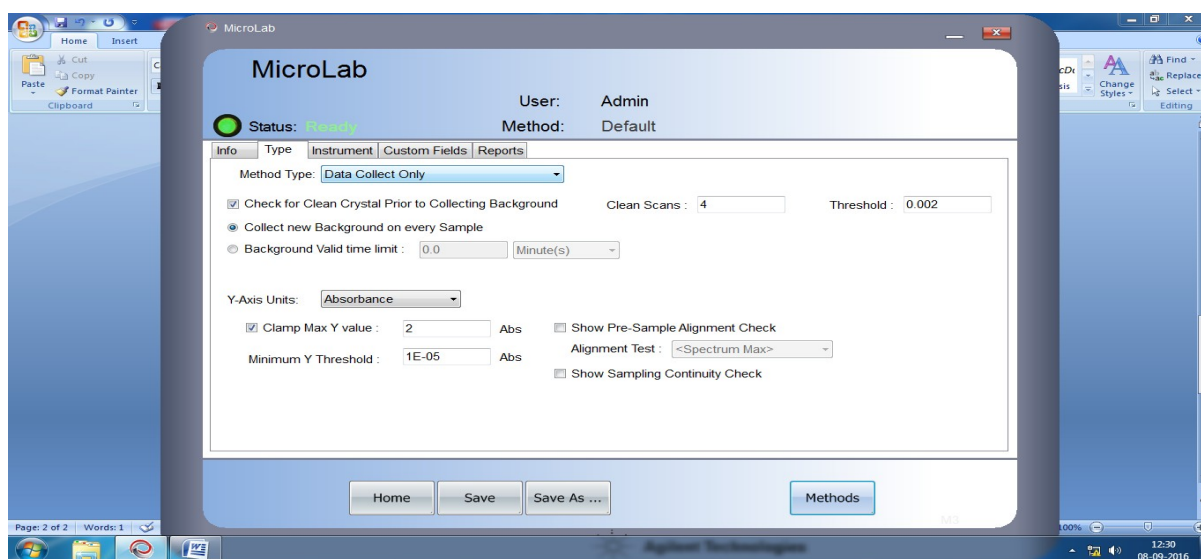 Home Insert
MicroLab
Cut
Copy
Format Painter
Paste
Clipboard
MicroLab
User: Admin
Status: Ready Method: Default
Info Type Instrument Custom Fields Reports
Method Type: Data Collect Only
Check for Clean Crystal Prior to Collecting Background Clean Scans : 4 Threshold : 0.002
Collect new Background on every Sample
Background Valid time limit : 0.0 Minute(s)
Y-Axis Units: Absorbance
Clamp Max Y value : 2 Abs Show Pre-Sample Alignment Check
Alignment Test : <Spectrum Max>
Minimum Y Threshold : 1E-05 Abs
Show Sampling Continuity Check
Home Save Save As ... Methods
Change
Styles
Find
Replace
Select
Editing
Page: 2 of 2 Words: 1
100%
Agilent Technologies
12:30
08-09-2016